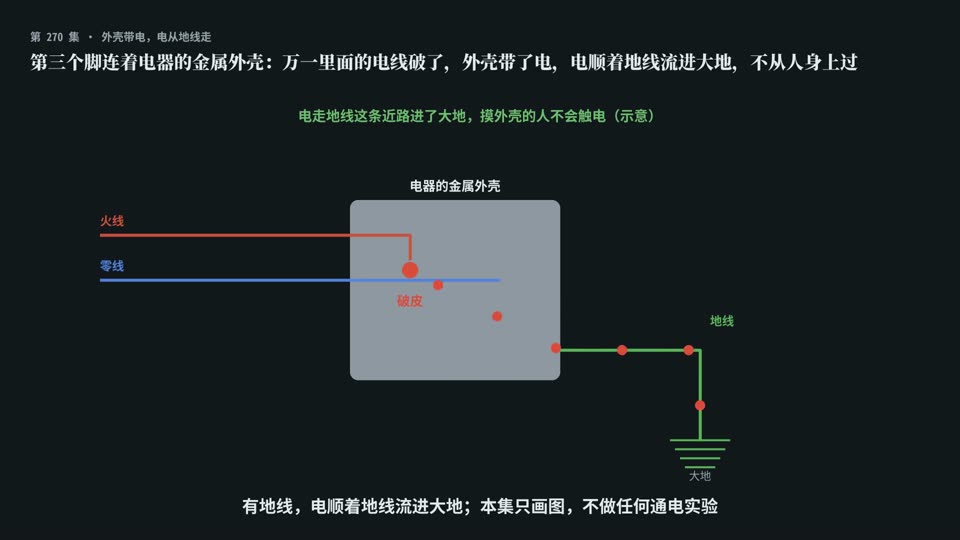 第 270 集 · 外壳带电，电从地线走
第三个脚连着电器的金属外壳：万一里面的电线破了，外壳带了电，电顺着地线流进大地，不从人身上过
电走地线这条近路进了大地，摸外壳的人不会触电（示意）
电器的金属外壳
火线
零线
破皮
地线
大地
有地线，电顺着地线流进大地；本集只画图，不做任何通电实验